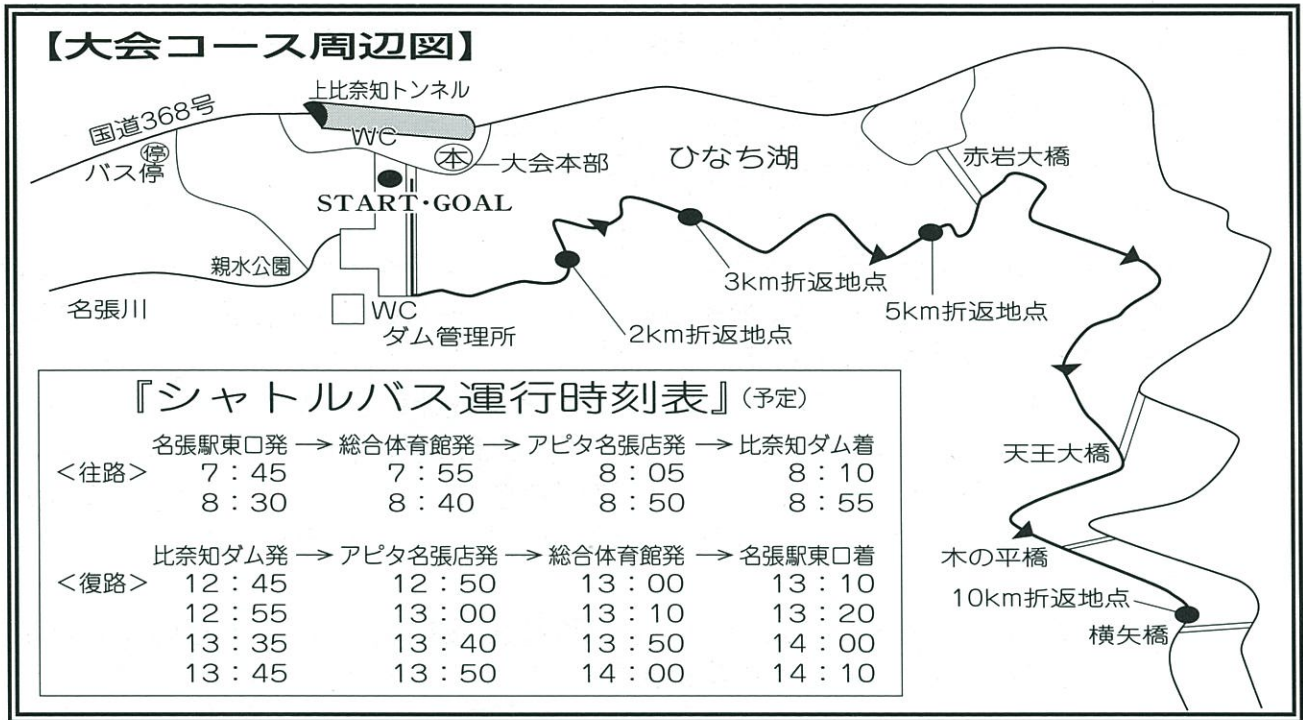 【大会コース周辺図】
上比奈知トンネル
国道368号
WC
停
バス停
本
大会本部
ひなち湖
赤岩大橋
START・GOAL
親水公園
3km折返地点
名張川
WC
5km折返地点
ダム管理所
2km折返地点
『シャトルバス運行時刻表』(予定)
名張駅東口発 → 総合体育館発 → アピタ名張店発 → 比奈知ダム着
<往路> 7:45 7:55 8:05 8:10
8:30 8:40 8:50 8:55
比奈知ダム発 → アピタ名張店発 → 総合体育館発 → 名張駅東口着
<復路> 12:45 12:50 13:00 13:10
12:55 13:00 13:10 13:20
13:35 13:40 13:50 14:00
13:45 13:50 14:00 14:10
天王大橋
木の平橋
10km折返地点
横矢橋